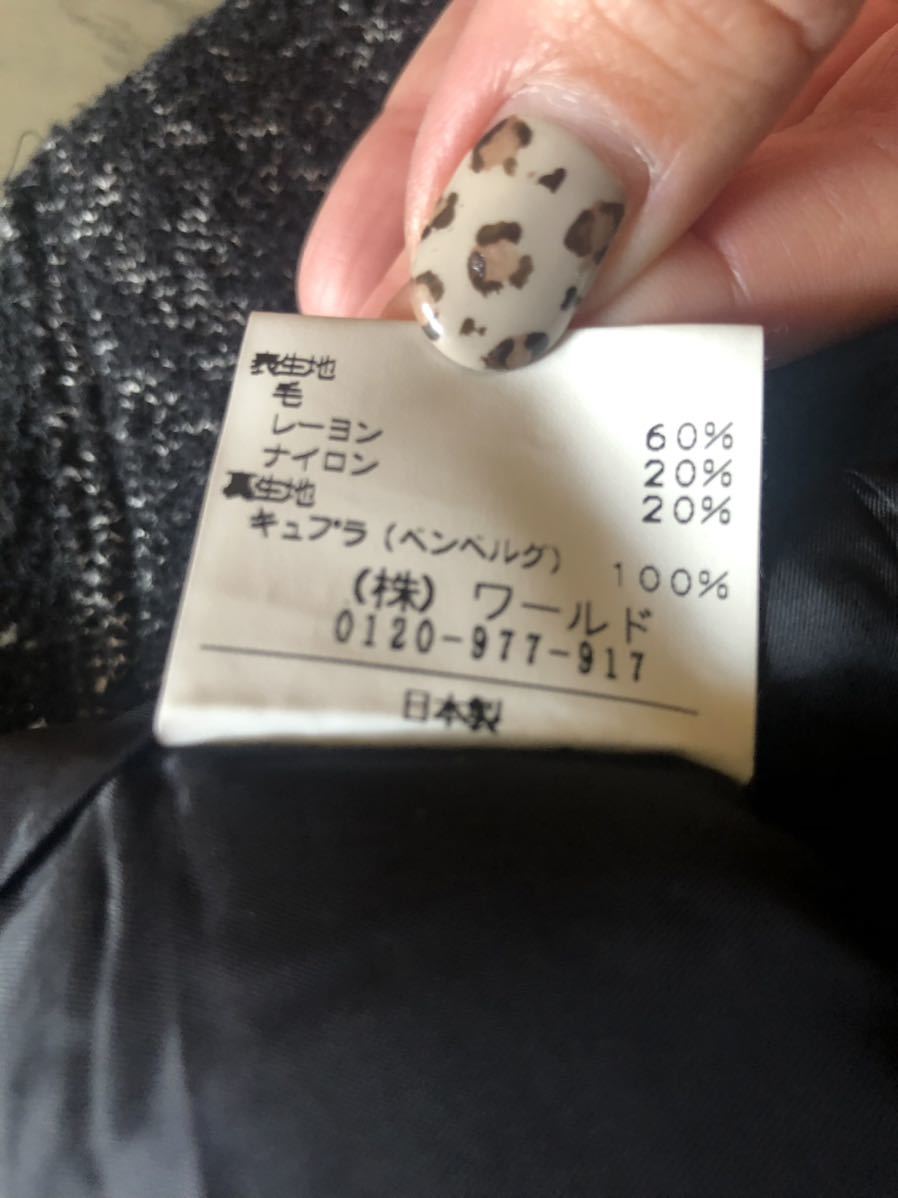 表生地
毛 60%
レーヨン 20%
ナイロン 20%
裏生地
キュプラ(ベンベルグ) 100%
(株) ワールド
0120-977-917
日本製